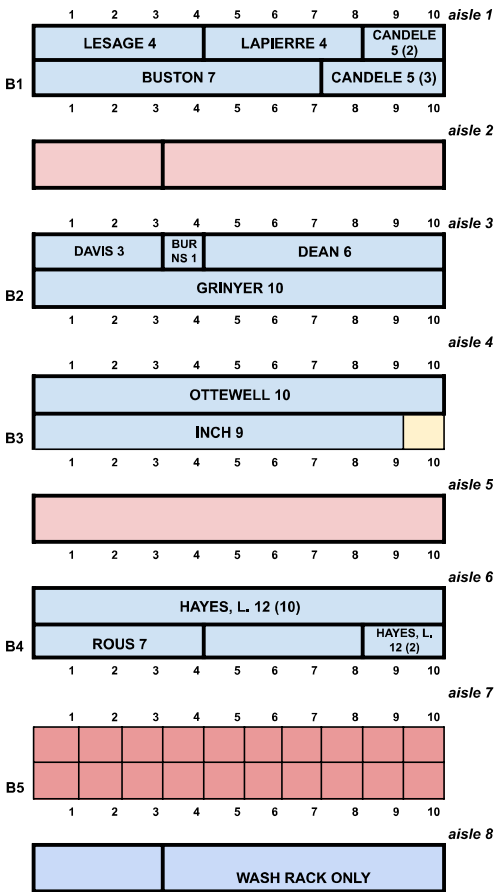 aisle 1
1 2 3 4 5 6 7 8 9 10
LESAGE 4 LAPIERRE 4 CANDELE
5 (2)
B1 BUSTON 7 CANDELE 5 (3)
1 2 3 4 5 6 7 8 9 10
aisle 2
aisle 3
1 2 3 4 5 6 7 8 9 10
DAVIS 3 BUR
NS 1 DEAN 6
B2 GRINYER 10
1 2 3 4 5 6 7 8 9 10
aisle 4
1 2 3 4 5 6 7 8 9 10
OTTEWELL 10
B3 INCH 9
1 2 3 4 5 6 7 8 9 10
aisle 5
aisle 6
1 2 3 4 5 6 7 8 9 10
HAYES, L. 12 (10)
B4 ROUS 7 HAYES, L,
12 (2)
1 2 3 4 5 6 7 8 9 10
aisle 7
1 2 3 4 5 6 7 8 9 10
B5
1 2 3 4 5 6 7 8 9 10
aisle 8
WASH RACK ONLY